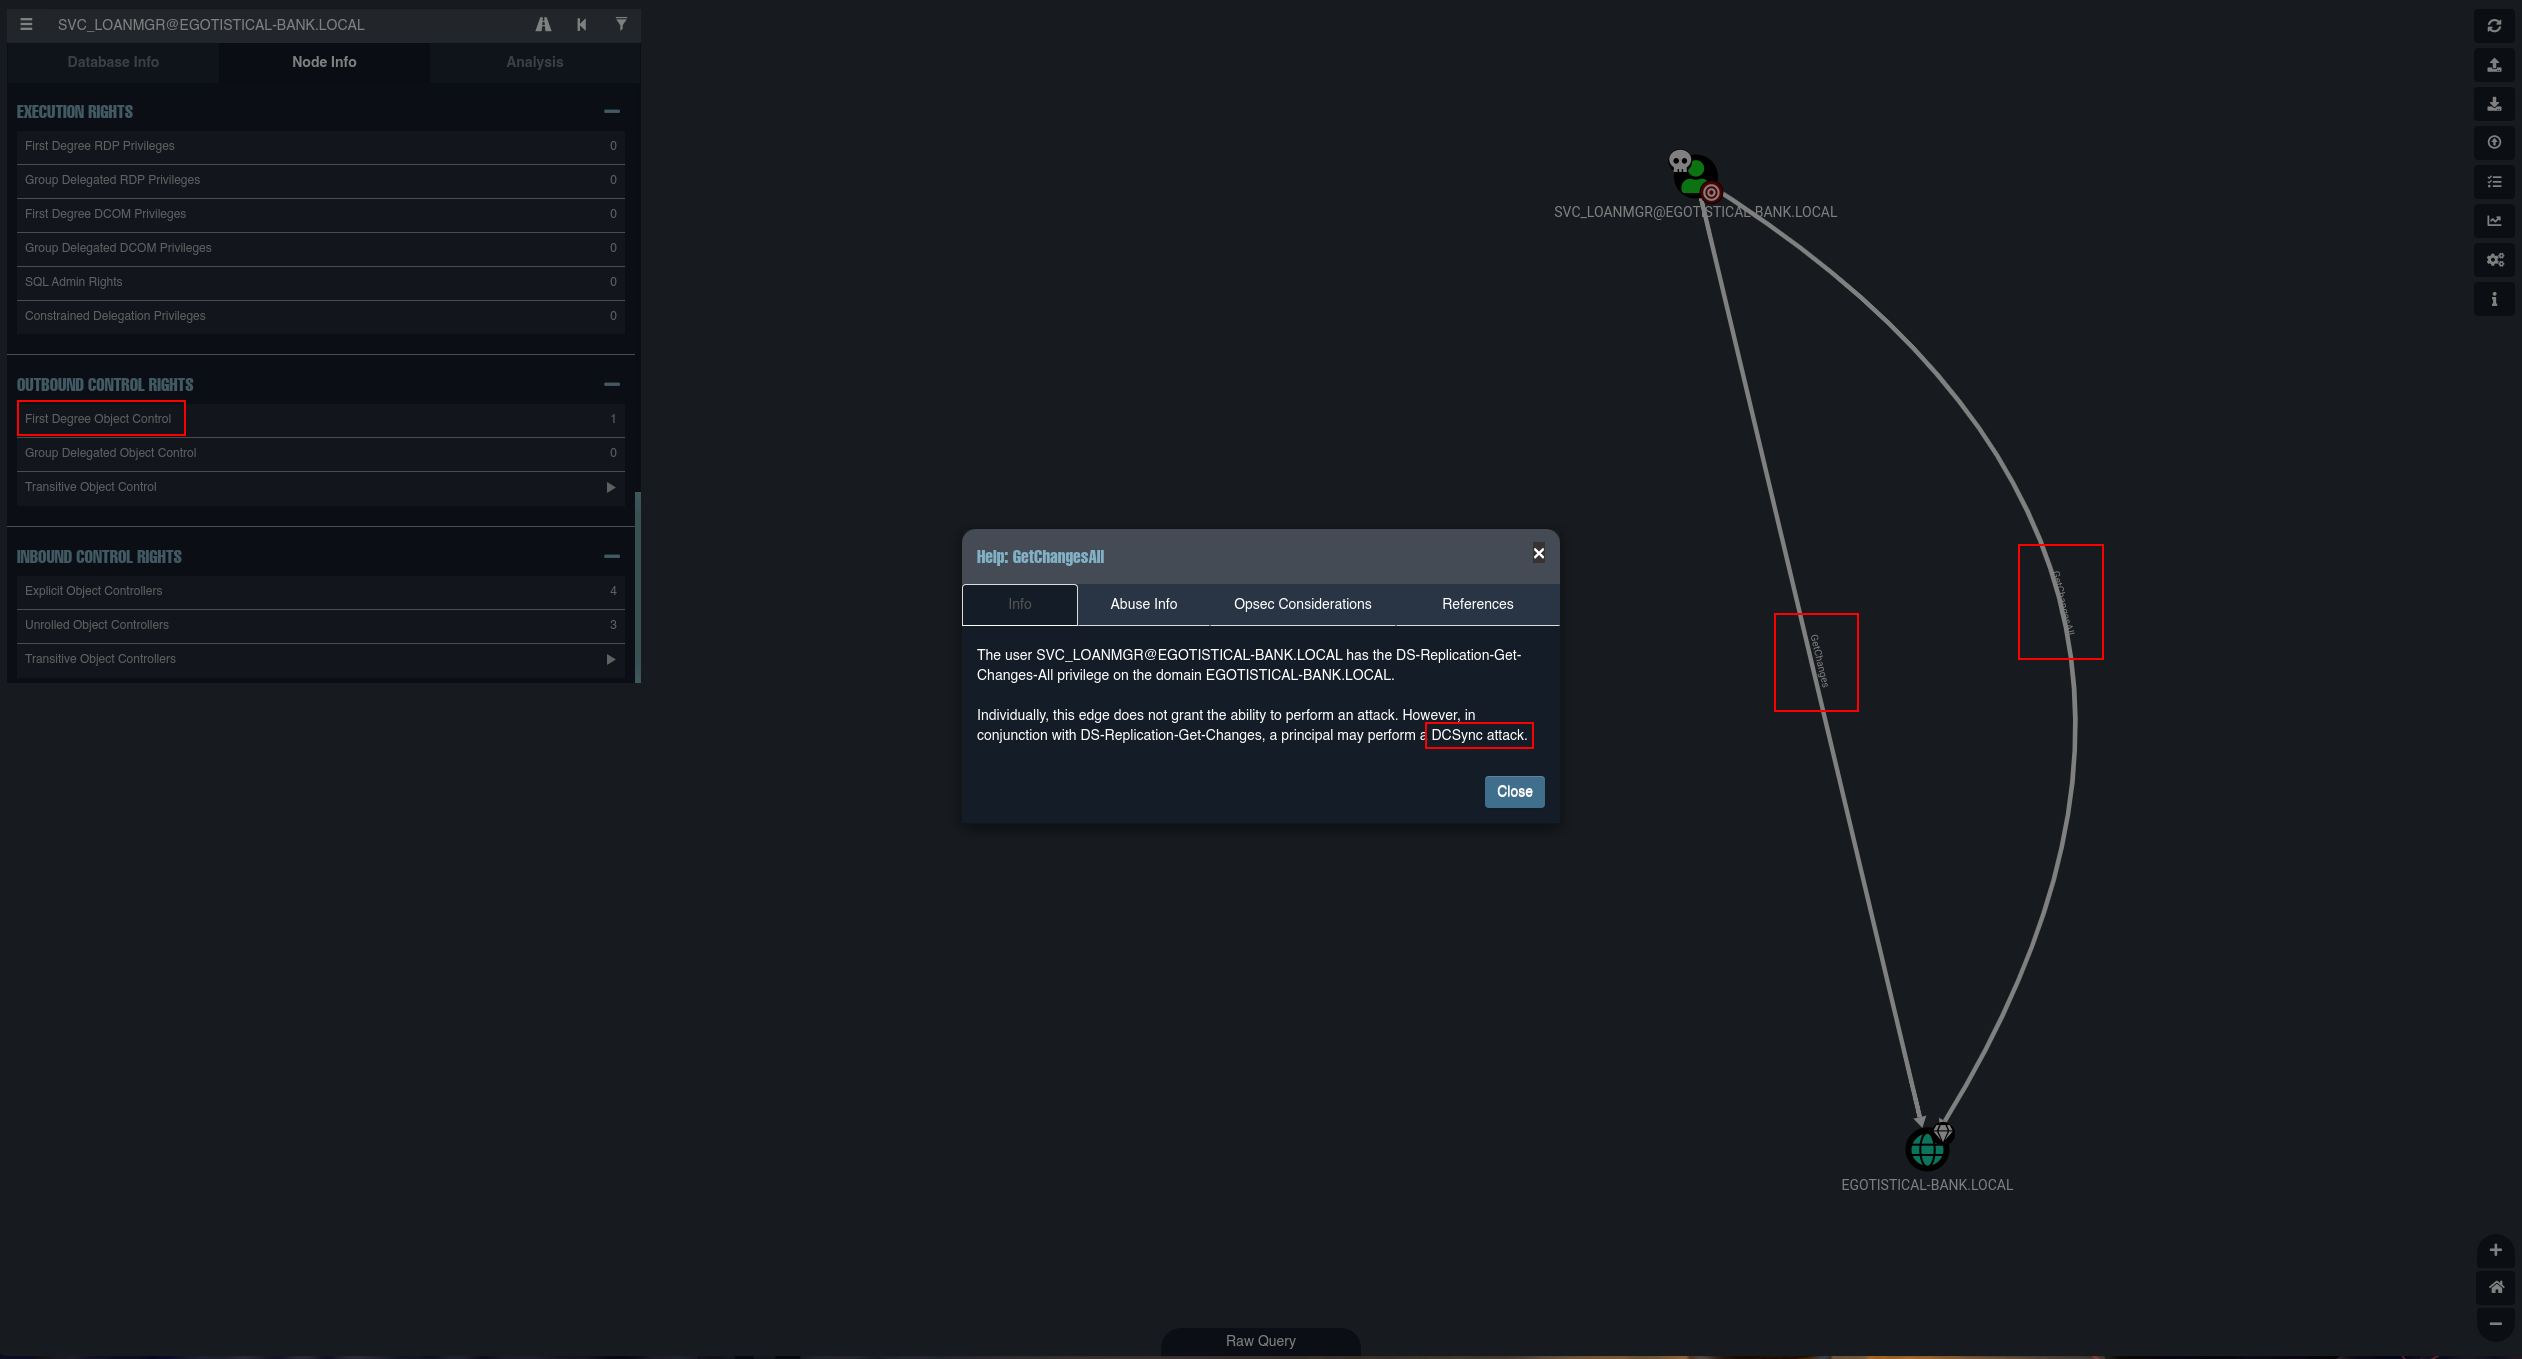 SVC_LOANMGR@EGOTISTICAL-BANK.LOCAL
Database Info
Node Info
Analysis
EXECUTION RIGHTS
First Degree RDP Privileges 0
Group Delegated RDP Privileges 0
First Degree DCOM Privileges 0
Group Delegated DCOM Privileges 0
SQL Admin Rights 0
Constrained Delegation Privileges 0
OUTBOUND CONTROL RIGHTS
First Degree Object Control 1
Group Delegated Object Control 0
Transitive Object Control
INBOUND CONTROL RIGHTS
Explicit Object Controllers 4
Unrolled Object Controllers 3
Transitive Object Controllers
SVC_LOANMGR@EGOTISTICAL-BANK.LOCAL
GetChangesAll
GetChanges
Help: GetChangesAll
Info
Abuse Info
Opsec Considerations
References
The user SVC_LOANMGR@EGOTISTICAL-BANK.LOCAL has the DS-Replication-Get-
Changes-All privilege on the domain EGOTISTICAL-BANK.LOCAL.
Individually, this edge does not grant the ability to perform an attack. However, in
conjunction with DS-Replication-Get-Changes, a principal may perform a DCSync attack.
Close
EGOTISTICAL-BANK.LOCAL
Raw Query